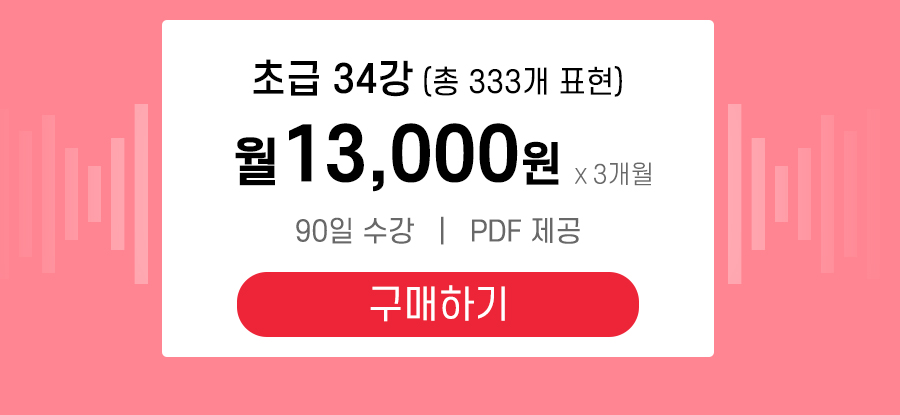 초급 34강 (총 333개 표현)
월13,000원 x 3개월
90일 수강 | PDF 제공
구매하기